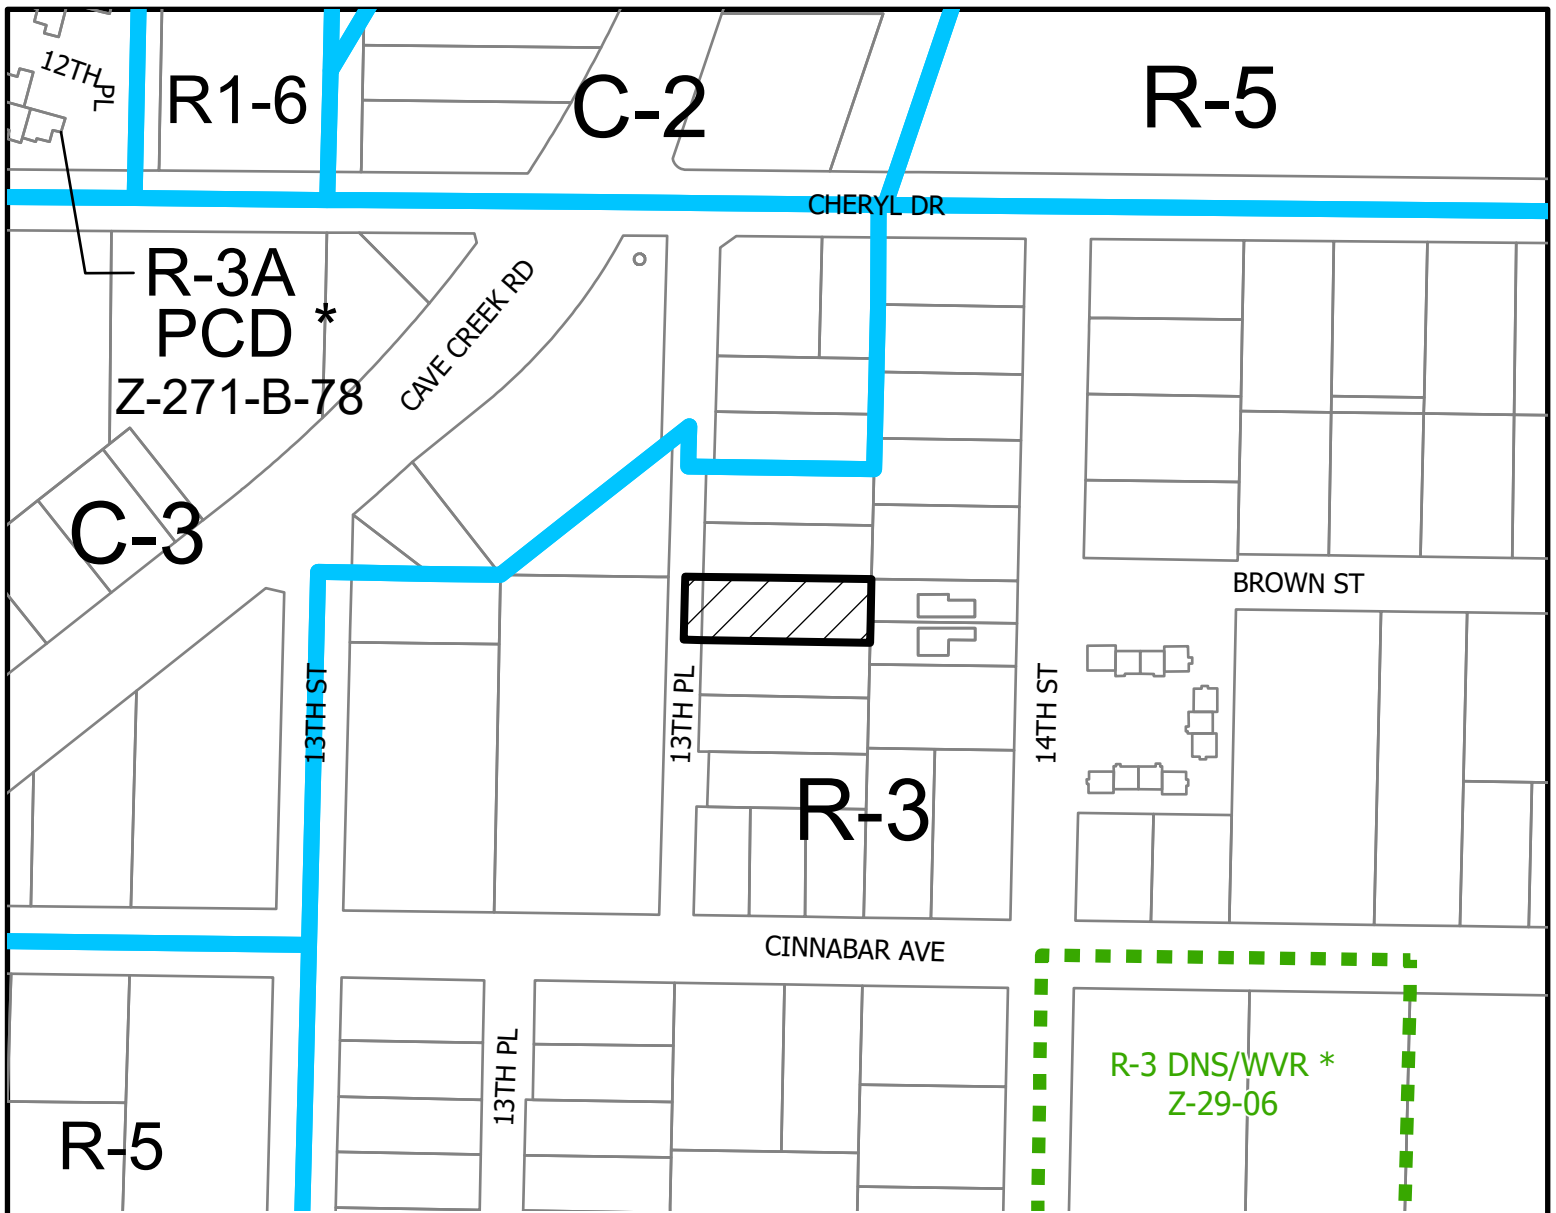 12TH PL
R1-6
C-2
R-5
CHERYL DR
R-3A
PCD *
Z-271-B-78
CAVE CREEK RD
C-3
BROWN ST
13TH ST
13TH PL
14TH ST
R-3
CINNABAR AVE
13TH PL
R-3 DNS/WVR *
Z-29-06
R-5